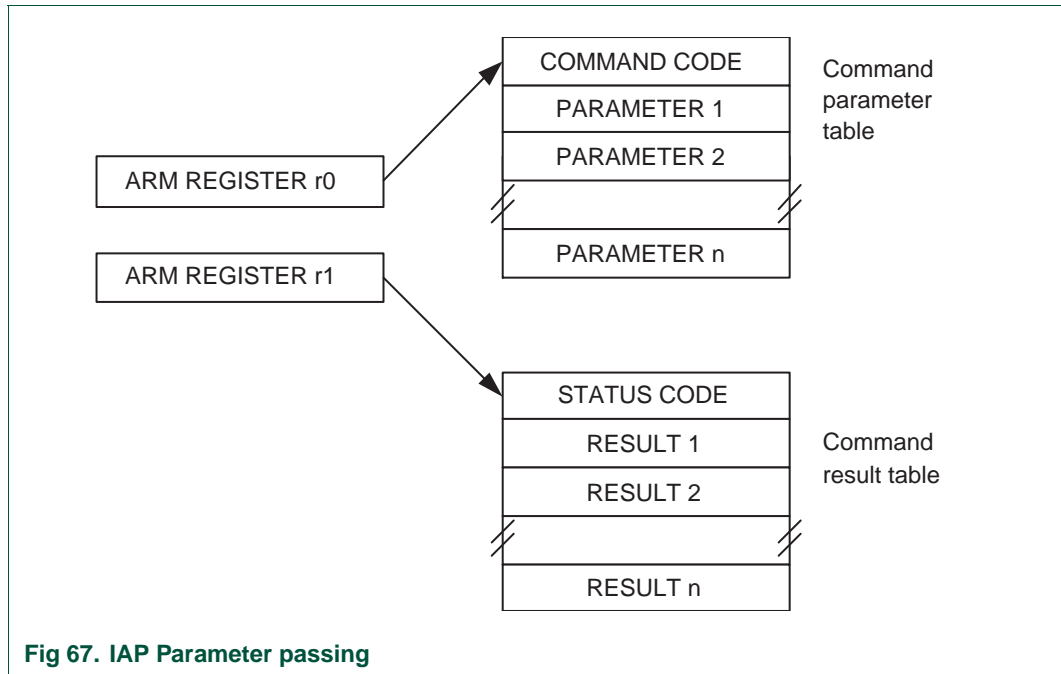 COMMAND CODE
PARAMETER 1
PARAMETER 2
PARAMETER n
Command
parameter
table
ARM REGISTER r0
ARM REGISTER r1
STATUS CODE
RESULT 1
RESULT 2
RESULT n
Command
result table
Fig 67. IAP Parameter passing